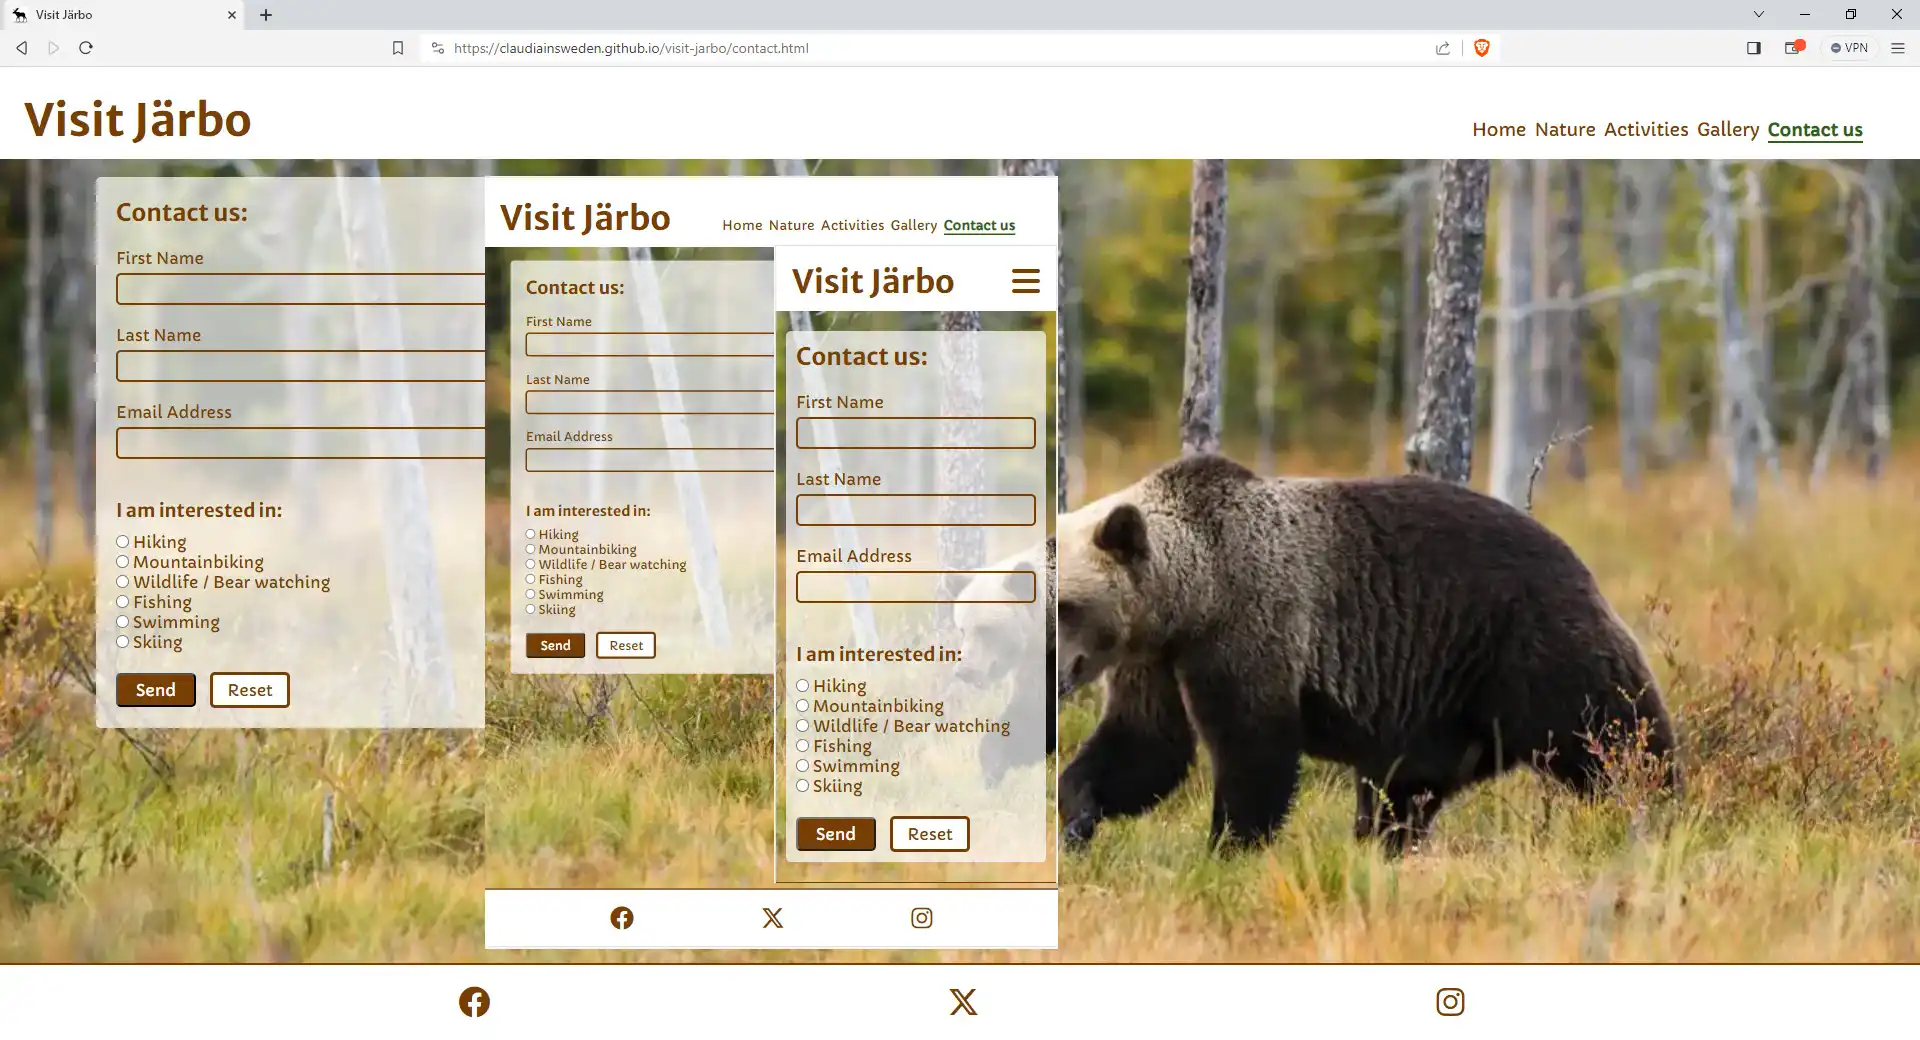 Visit Järbo
https://claudiainsweden.github.io/visit-jarbo/contact.html
VPN
Visit Järbo
Home Nature Activities Gallery Contact us
Contact us:
First Name
Last Name
Email Address
I am interested in:
Hiking
Mountainbiking
Wildlife / Bear watching
Fishing
Swimming
Skiing
Send Reset
Visit Järbo
Home Nature Activities Gallery Contact us
Contact us:
First Name
Last Name
Email Address
I am interested in:
Hiking
Mountainbiking
Wildlife / Bear watching
Fishing
Swimming
Skiing
Send Reset
Visit Järbo
Contact us:
First Name
Last Name
Email Address
I am interested in:
Hiking
Mountainbiking
Wildlife / Bear watching
Fishing
Swimming
Skiing
Send Reset